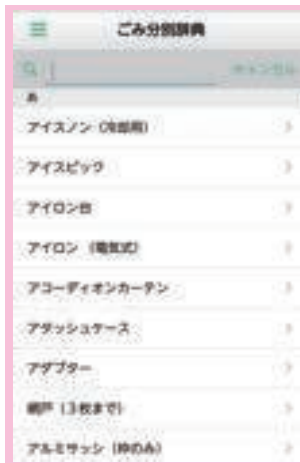 ごみ分別辞典
キャンセル
あ
アイスノン（冷却用）
アイスピック
アイロン台
アイロン（電気式）
アコーディオンカーテン
アタッシュケース
アダプター
網戸（3枚まで）
アルミサッシ（枠のみ）